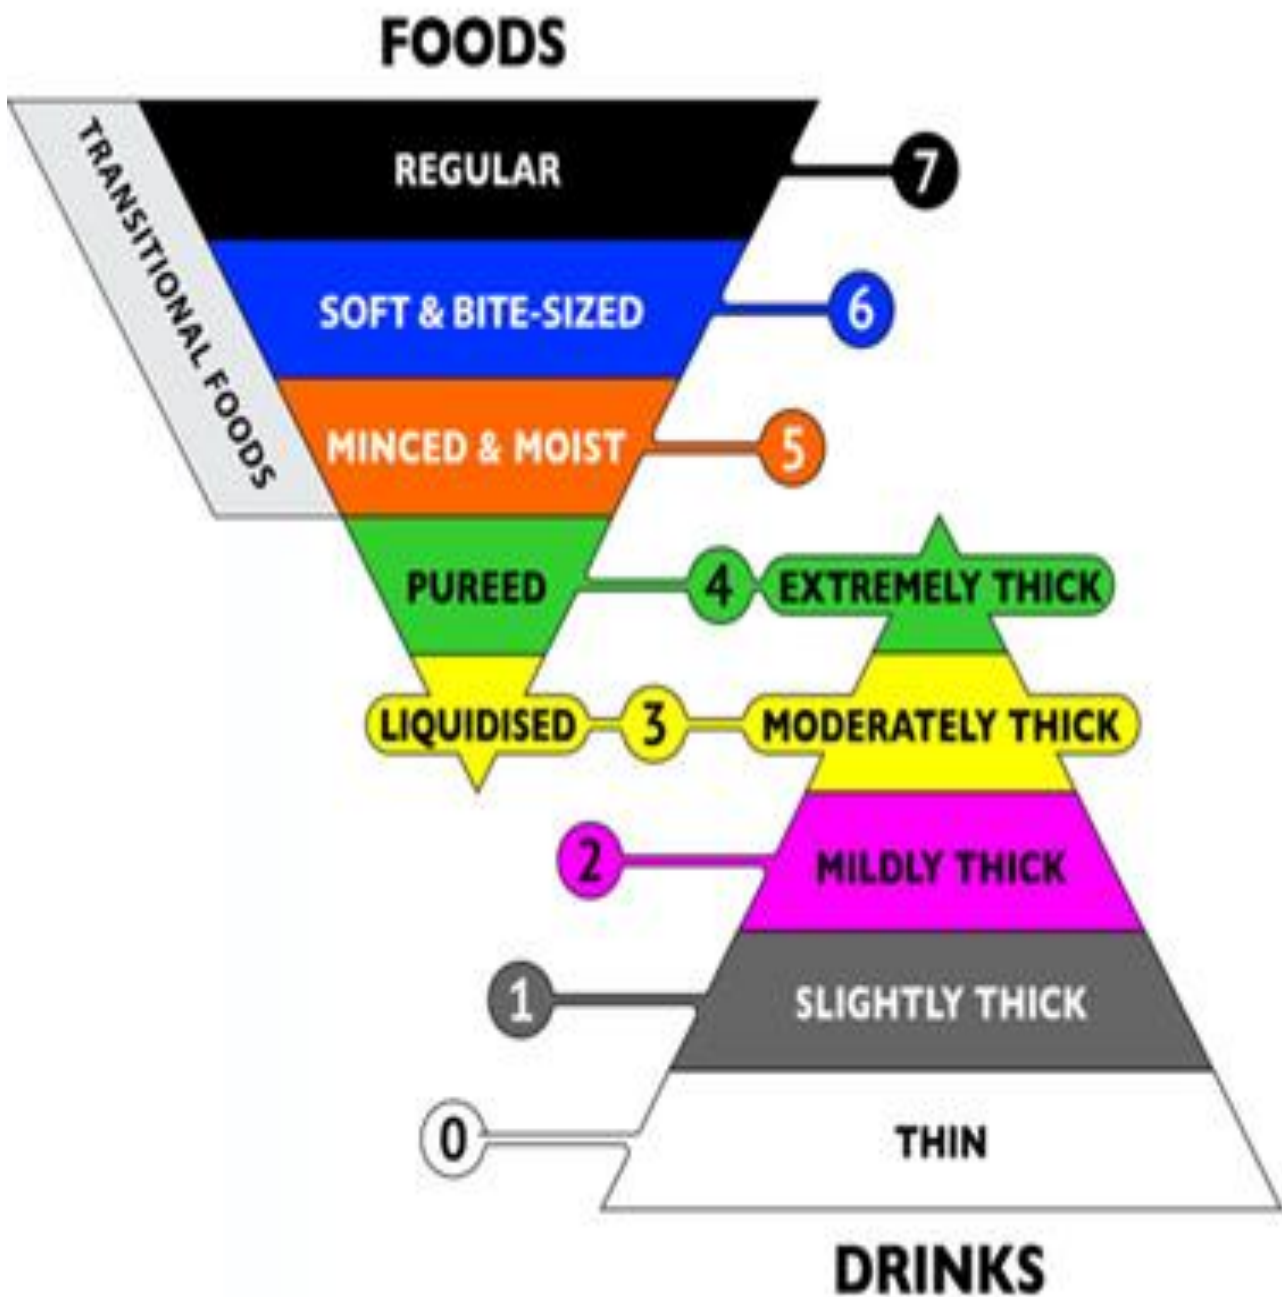 FOODS
TRANSITIONAL FOODS
REGULAR
7
SOFT & BITE-SIZED
6
MINCED & MOIST
5
PUREED
4
EXTREMELY THICK
LIQUIDISED
3
MODERATELY THICK
2
MILDLY THICK
1
SLIGHTLY THICK
0
THIN
DRINKS